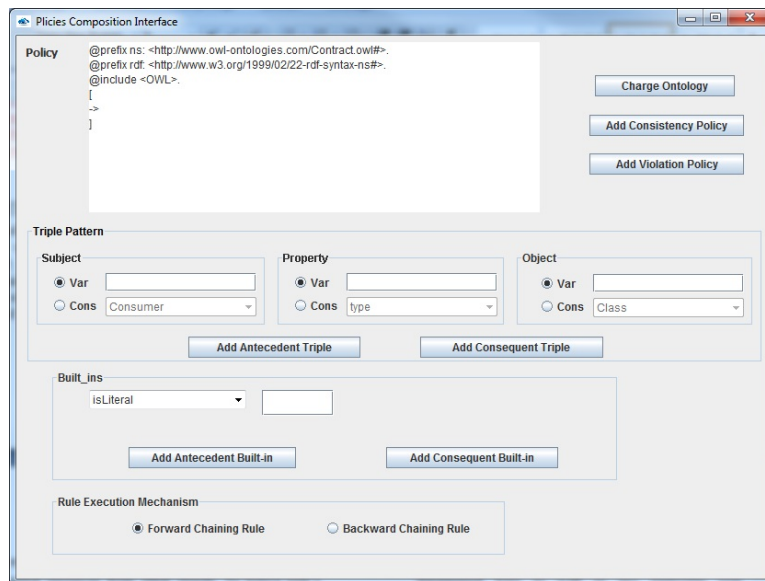 Plicies Composition Interface
Policy
@prefix ns: <http://www.owl-ontologies.com/Contract.owl#>.
@prefix rdf: <http://www.w3.org/1999/02/22-rdf-syntax-ns#>.
@include <OWL>.
[
->
]
Charge Ontology
Add Consistency Policy
Add Violation Policy
Triple Pattern
Subject Property Object
Var Var Var
Cons Consumer Cons type Cons Class
Add Antecedent Triple Add Consequent Triple
Built_ins
isLiteral
Add Antecedent Built-in Add Consequent Built-in
Rule Execution Mechanism
Forward Chaining Rule Backward Chaining Rule